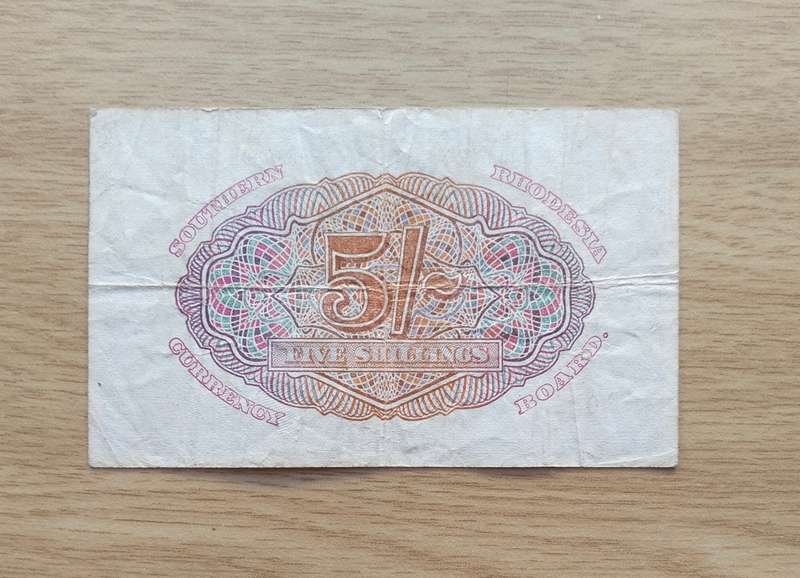 SOUTHERN
RHODESIA
5/-
FIVE SHILLINGS
CURRENCY
BOARD.